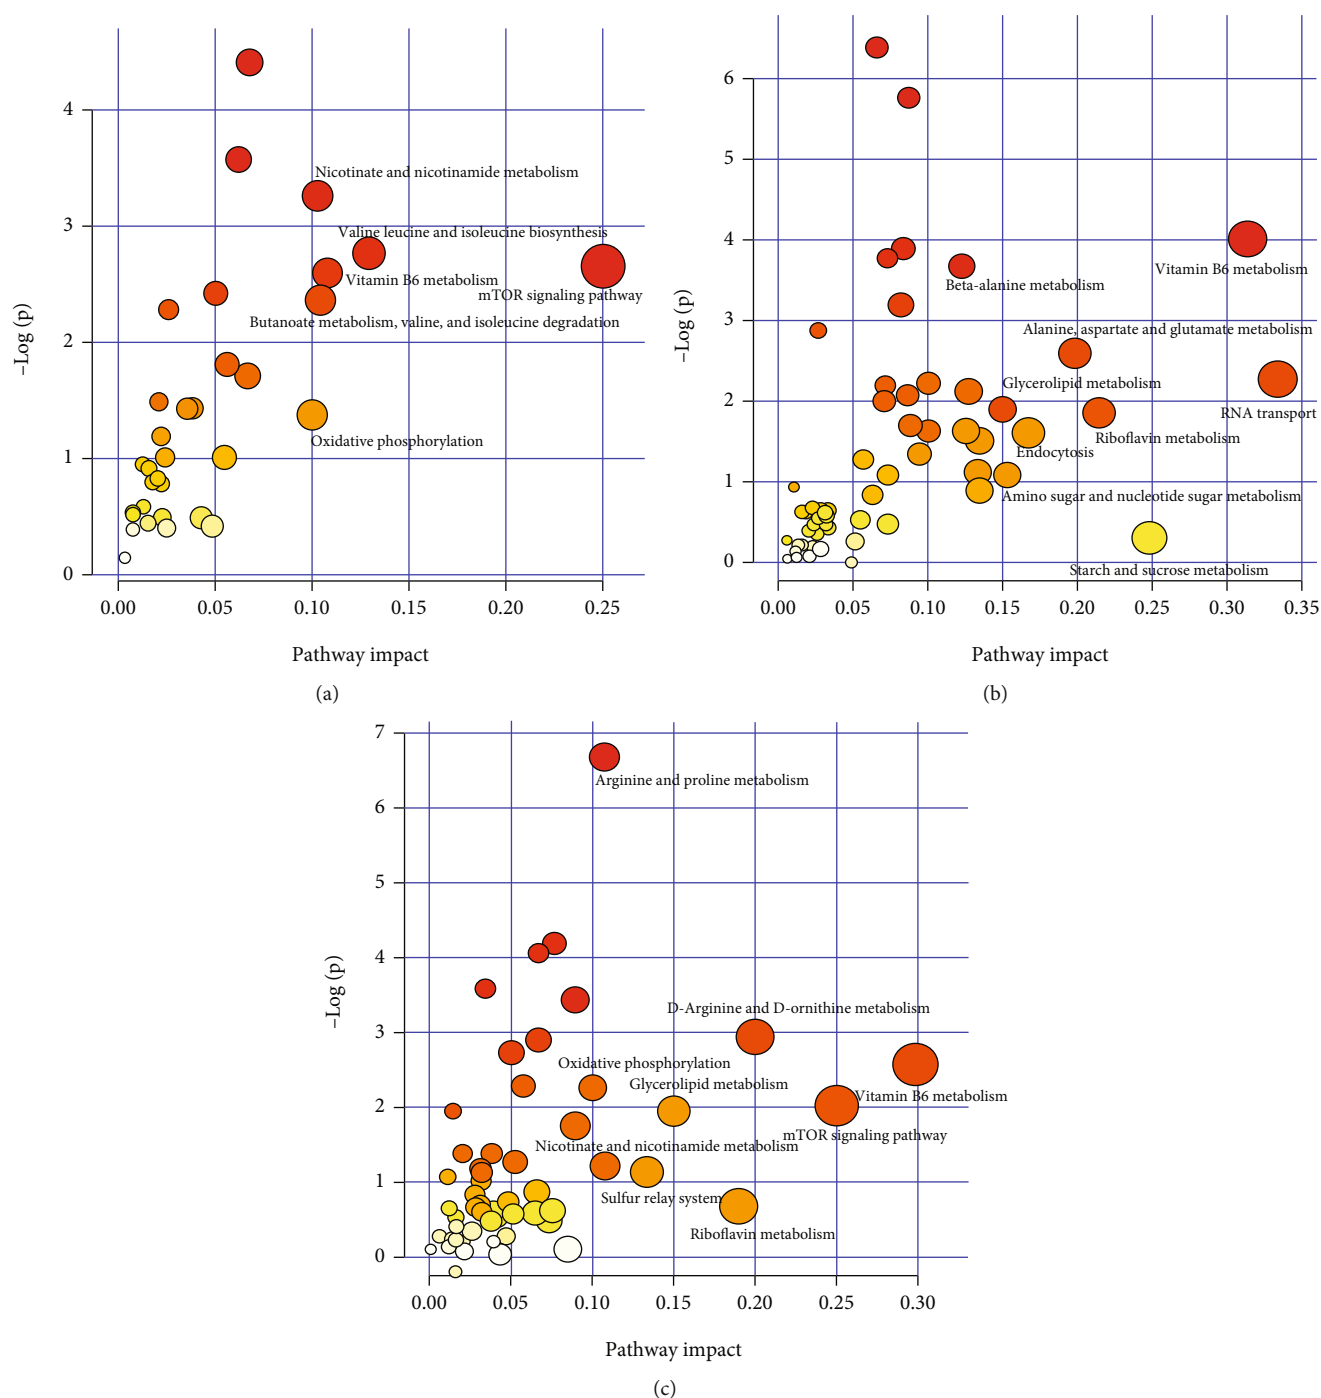 4
3
2
1
0
−Log (p)
Nicotinate and nicotinamide metabolism
Valine leucine and isoleucine biosynthesis
Vitamin B6 metabolism
mTOR signaling pathway
Butanoate metabolism, valine, and isoleucine degradation
Oxidative phosphorylation
0.00 0.05 0.10 0.15 0.20 0.25
Pathway impact
(a)
6
5
4
3
2
1
0
−Log (p)
Vitamin B6 metabolism
Beta-alanine metabolism
Alanine, aspartate and glutamate metabolism
Glycerolipid metabolism
RNA transport
Riboflavin metabolism
Endocytosis
Amino sugar and nucleotide sugar metabolism
Starch and sucrose metabolism
0.00 0.05 0.10 0.15 0.20 0.25 0.30 0.35
Pathway impact
(b)
7
6
5
4
3
2
1
0
−Log (p)
Arginine and proline metabolism
D-Arginine and D-ornithine metabolism
Oxidative phosphorylation
Glycerolipid metabolism
Vitamin B6 metabolism
mTOR signaling pathway
Nicotinate and nicotinamide metabolism
Sulfur relay system
Riboflavin metabolism
0.00 0.05 0.10 0.15 0.20 0.25 0.30
Pathway impact
(c)